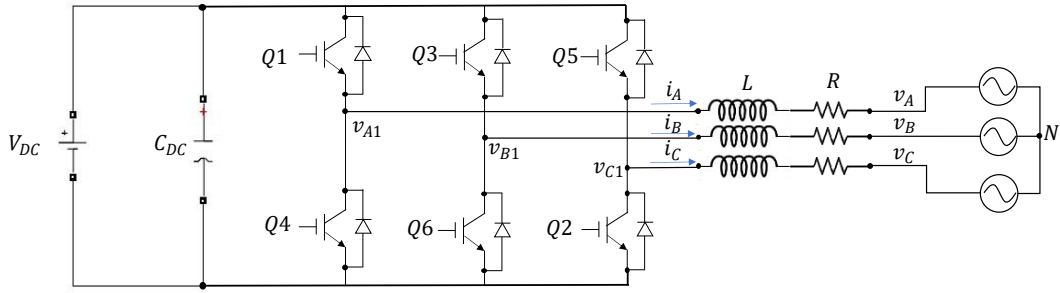 Q1
Q3
Q5
L
R
i_A
v_A
V_DC
+
C_DC
+
v_A1
i_B
v_B
N
v_B1
i_C
v_C
v_C1
Q4
Q6
Q2